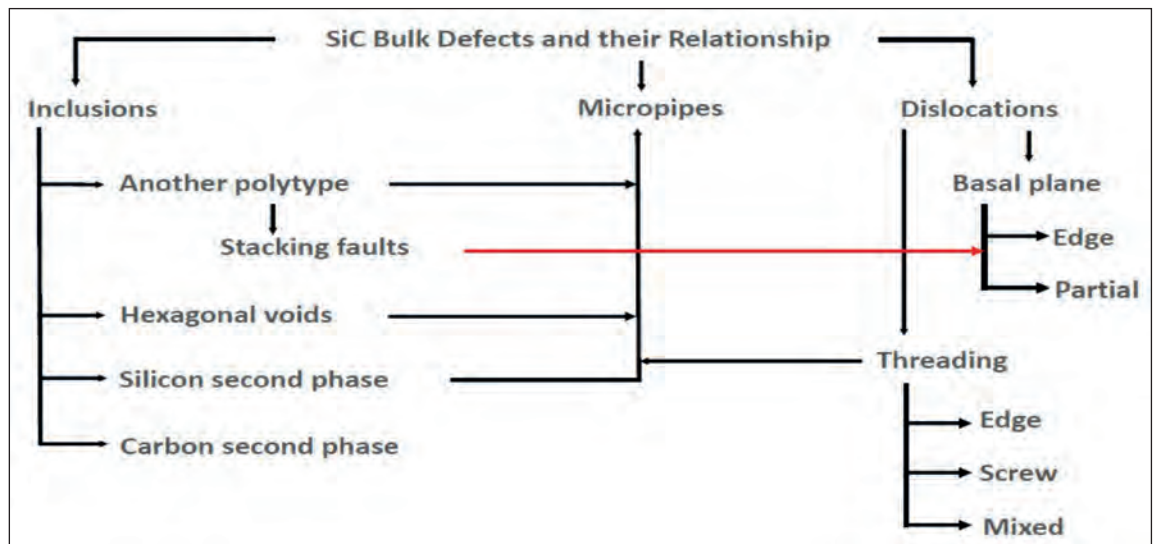 SiC Bulk Defects and their Relationship
Inclusions
Micropipes
Dislocations
Another polytype
Basal plane
Stacking faults
Edge
Partial
Hexagonal voids
Silicon second phase
Threading
Carbon second phase
Edge
Screw
Mixed